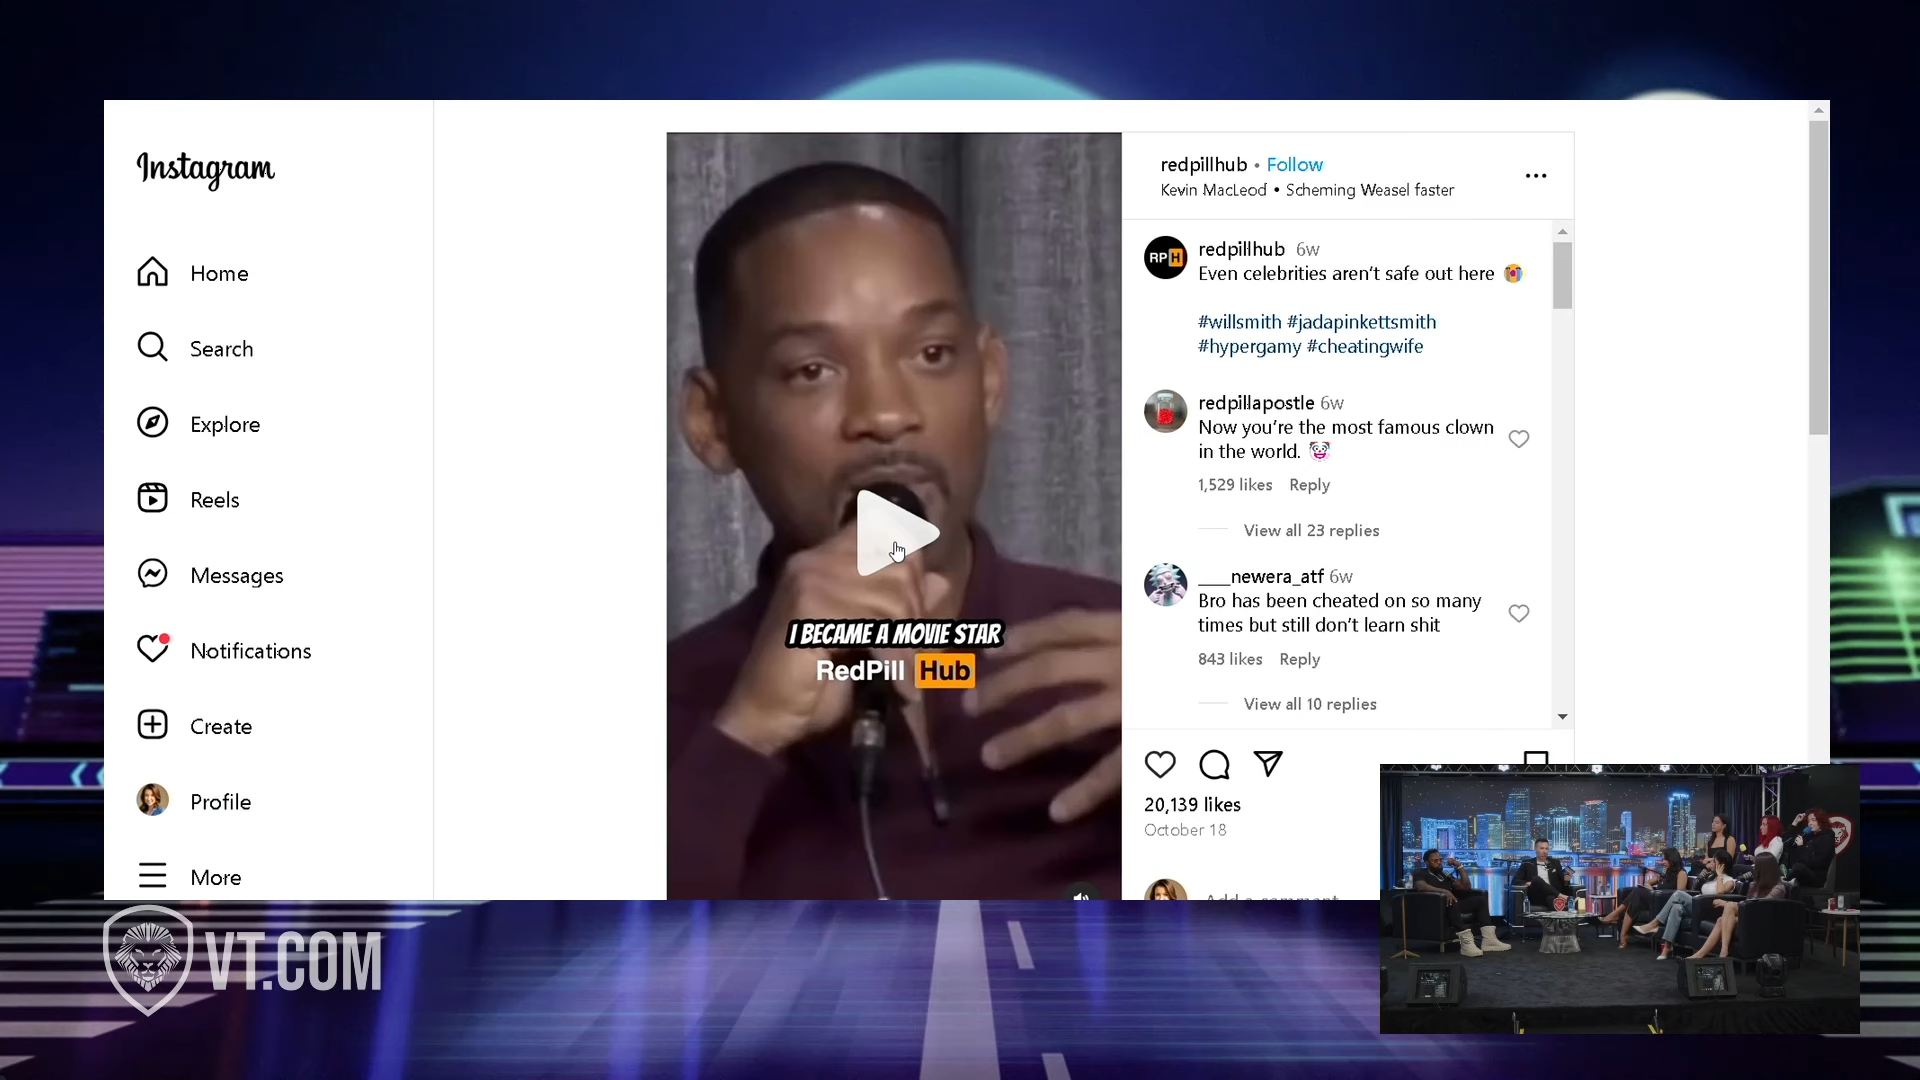 Instagram
Home
Search
Explore
Reels
Messages
Notifications
Create
Profile
More
I BECAME A MOVIE STAR
RedPill Hub
redpillhub • Follow
Kevin MacLeod • Scheming Weasel faster
RPH
redpillhub 6w
Even celebrities aren't safe out here
#willsmith #jadapinkettsmith
#hypergamy #cheatingwife
redpillapostle 6w
Now you're the most famous clown
in the world.
1,529 likes Reply
View all 23 replies
___newera_atf 6w
Bro has been cheated on so many
times but still don't learn shit
843 likes Reply
View all 10 replies
20,139 likes
October 18
Add a comment
VT.COM